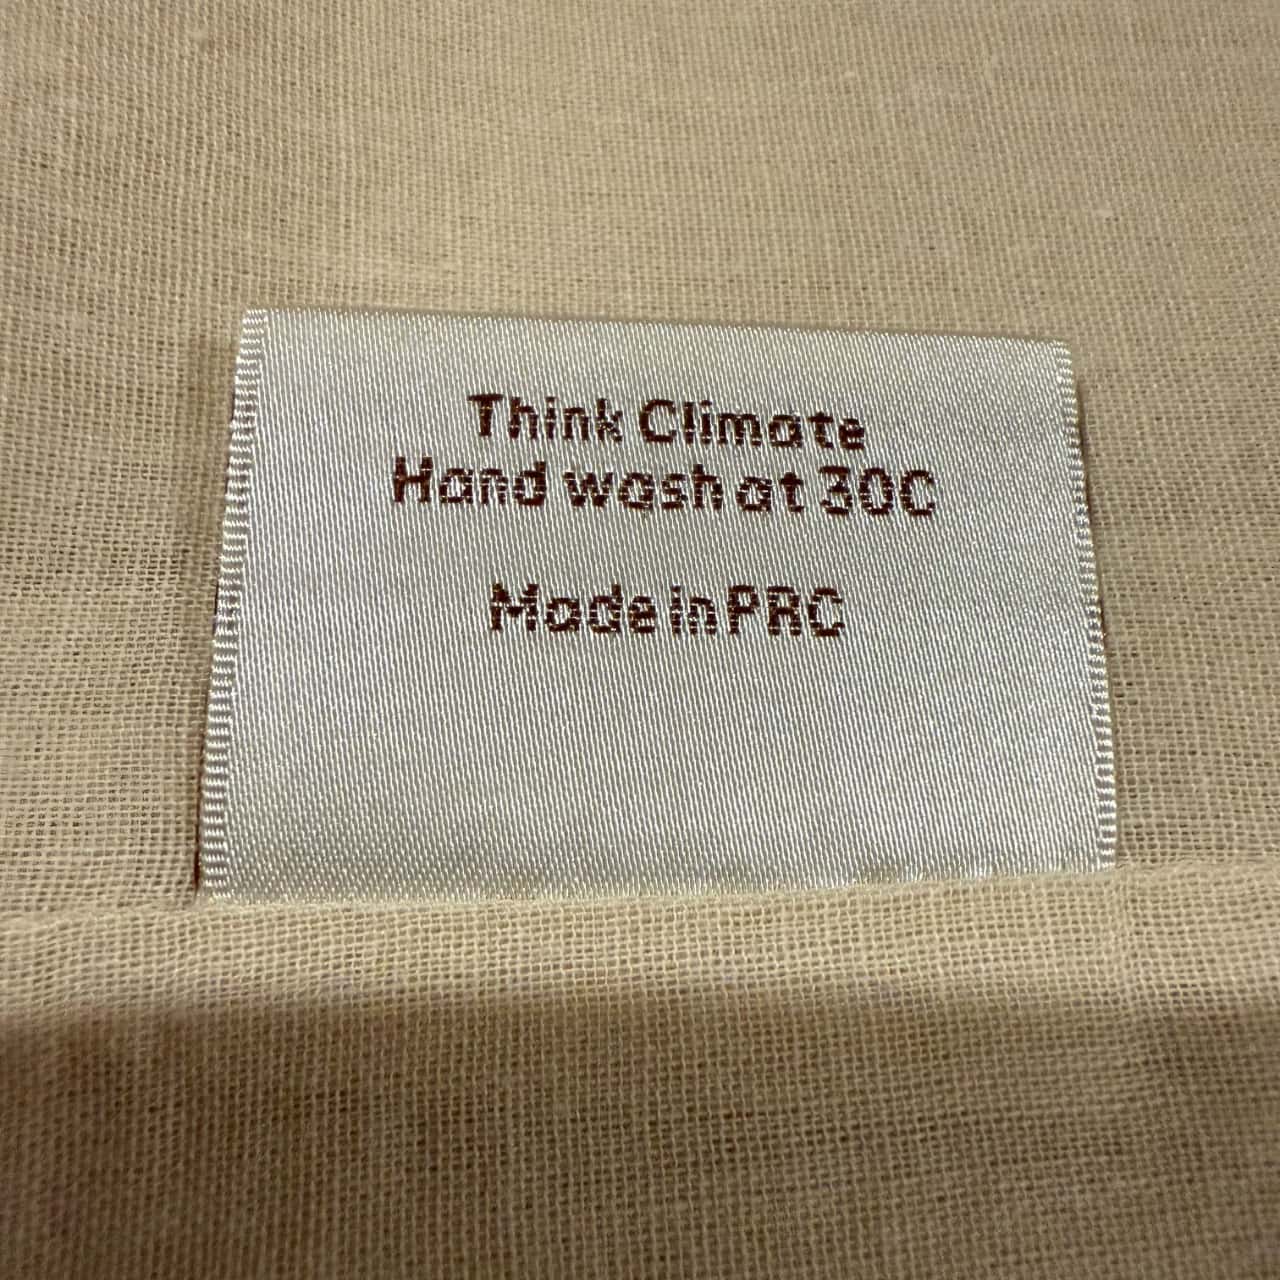 Think Climate
Hand wash at 30C
Made in PRC